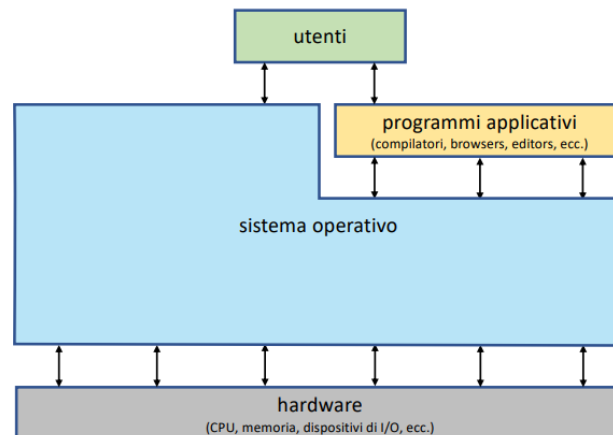 utenti
programmi applicativi
(compilatori, browsers, editors, ecc.)
sistema operativo
hardware
(CPU, memoria, dispositivi di I/O, ecc.)